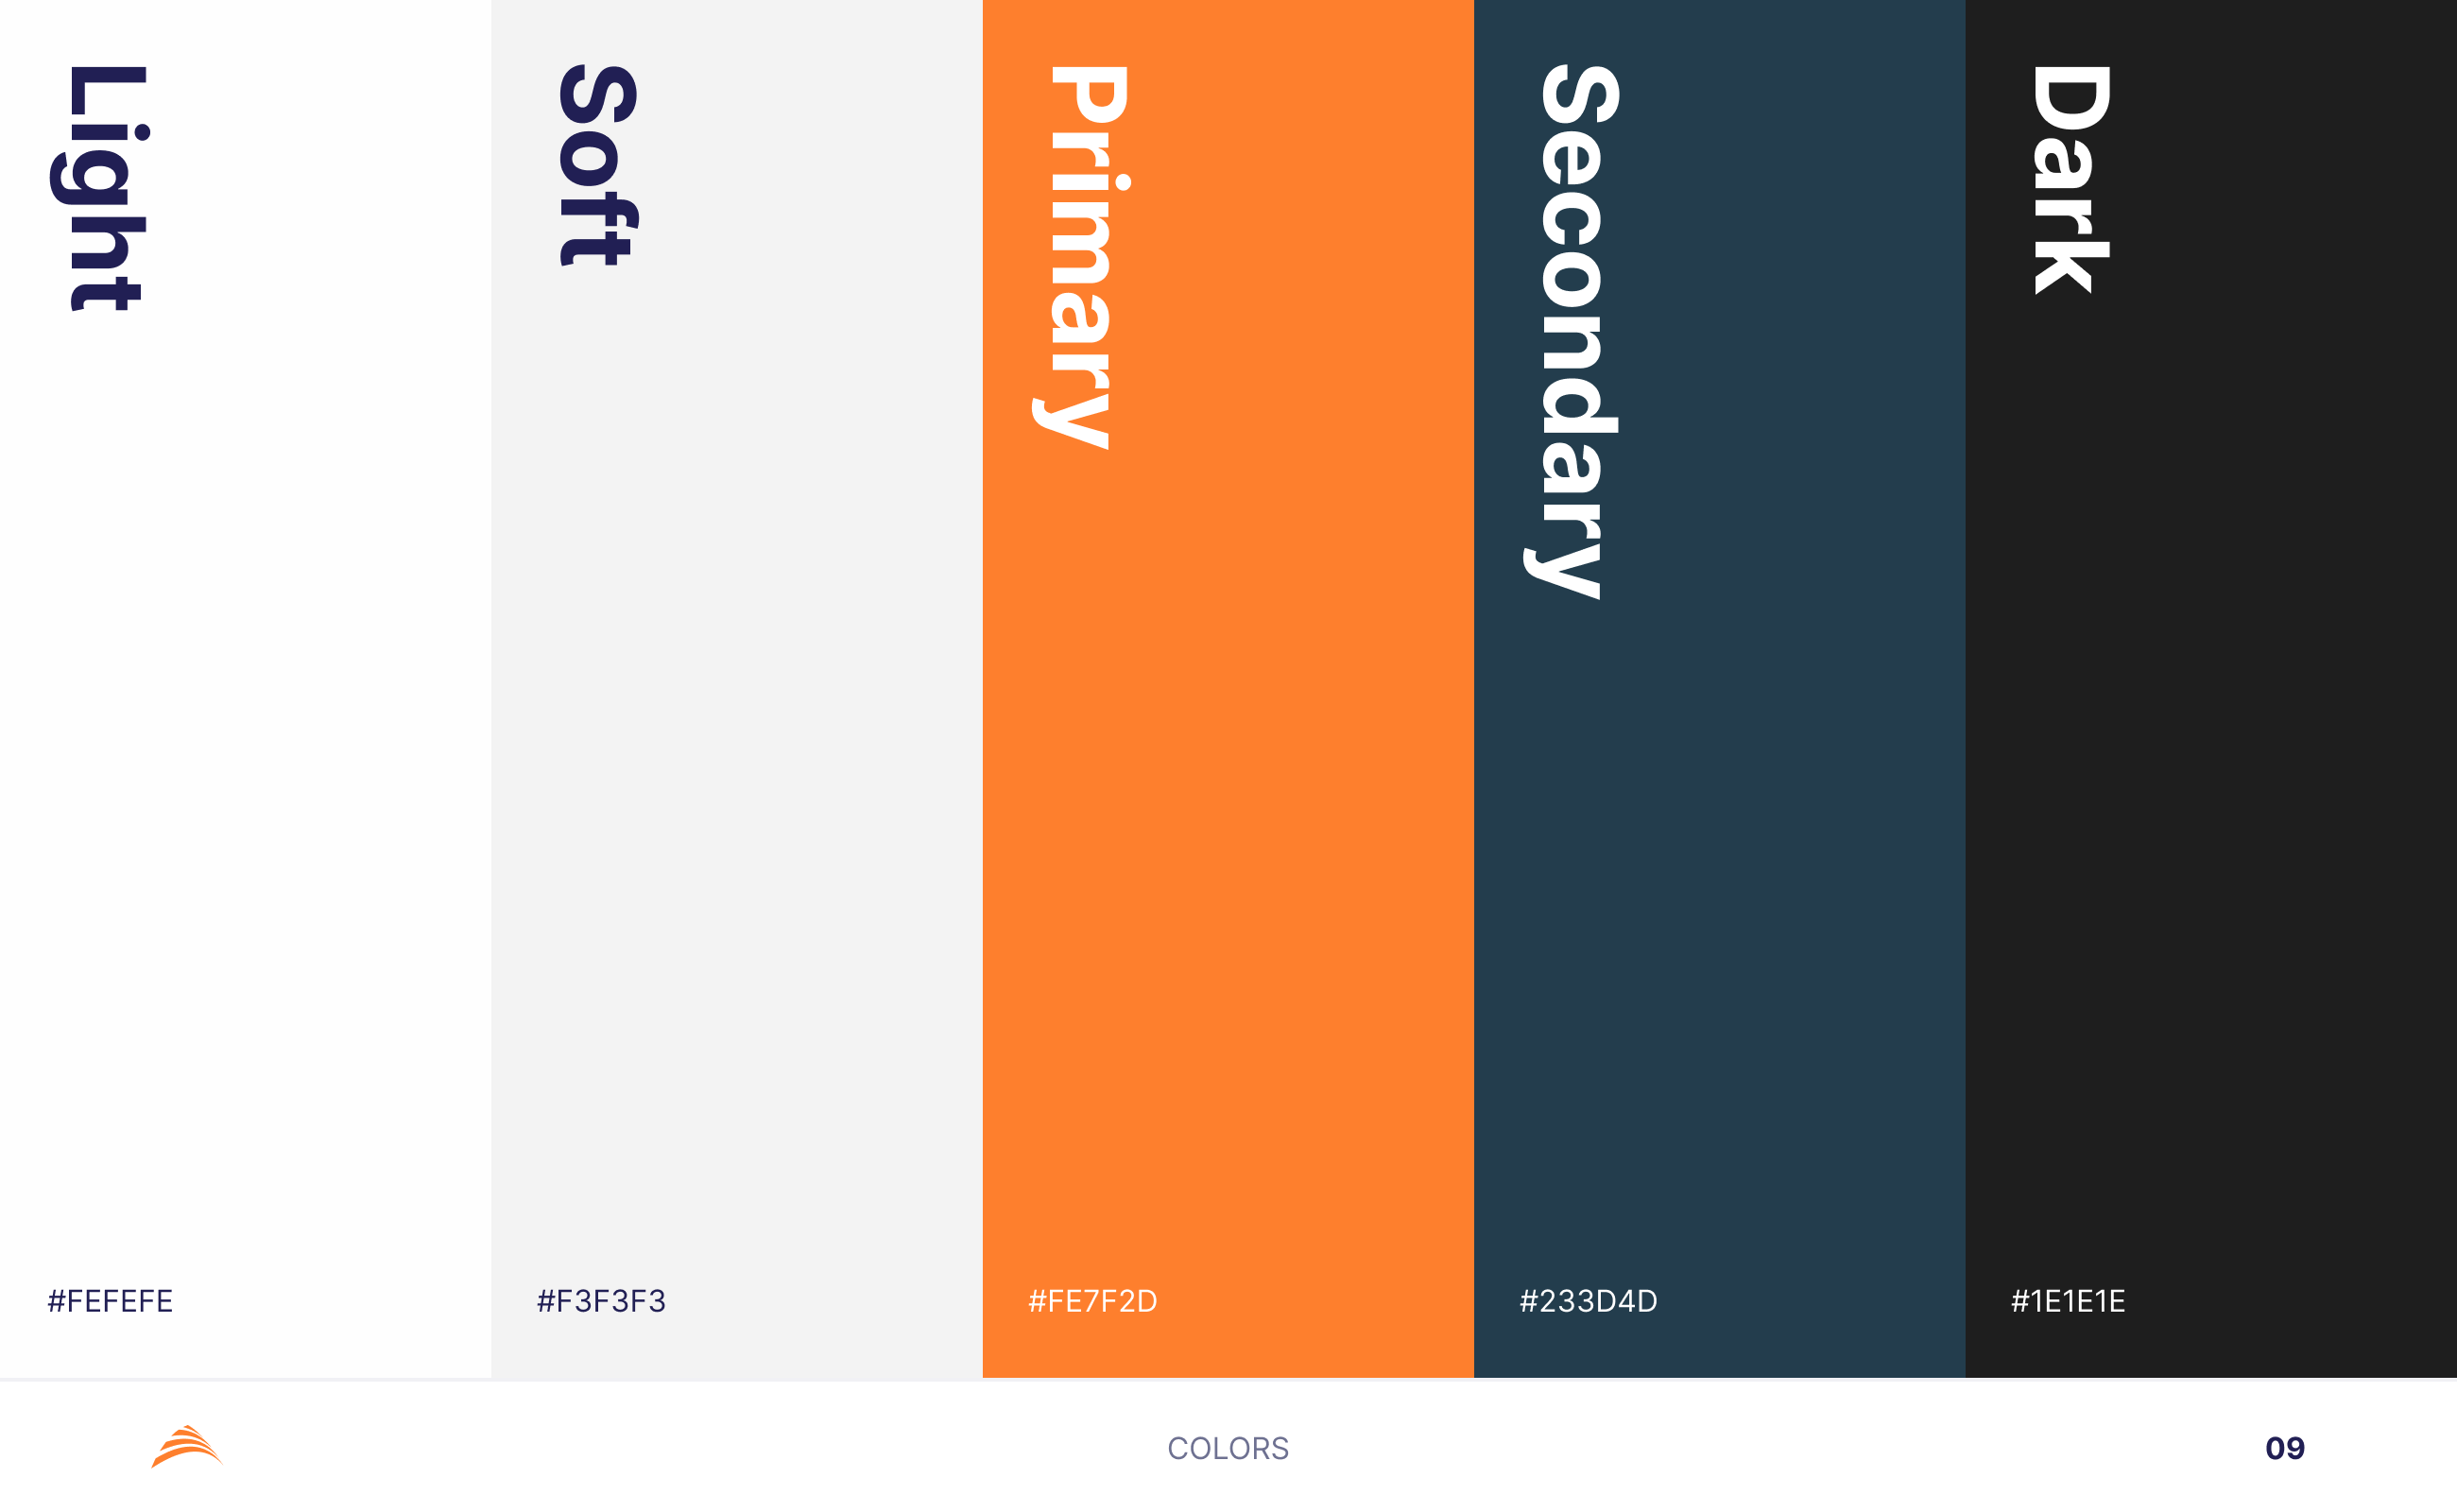 Light
Soft
Primary
Secondary
Dark
#FEFEFE
#F3F3F3
#FE7F2D
#233D4D
#1E1E1E
COLORS
09